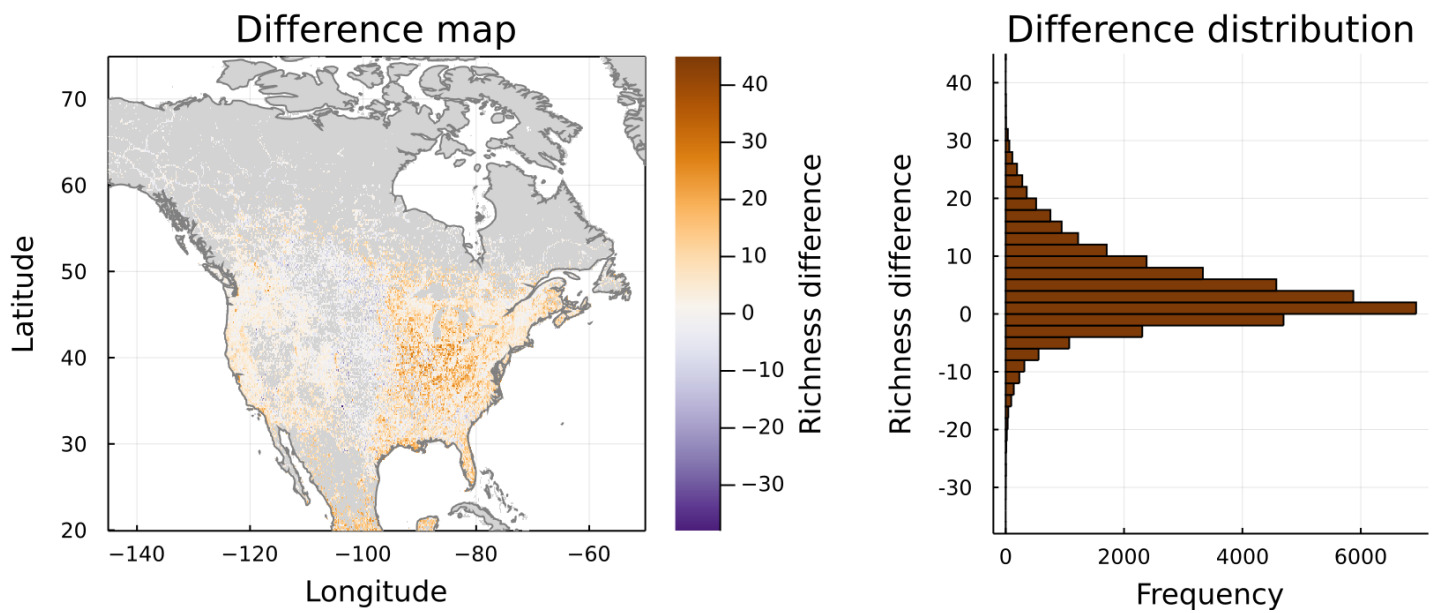 Difference map
Latitude
70
60
50
40
30
20
−140 −120 −100 −80 −60
Longitude
40
30
20
10
0
−10
−20
−30
Richness difference
Difference distribution
Richness difference
40
30
20
10
0
-10
-20
-30
0 2000 4000 6000
Frequency